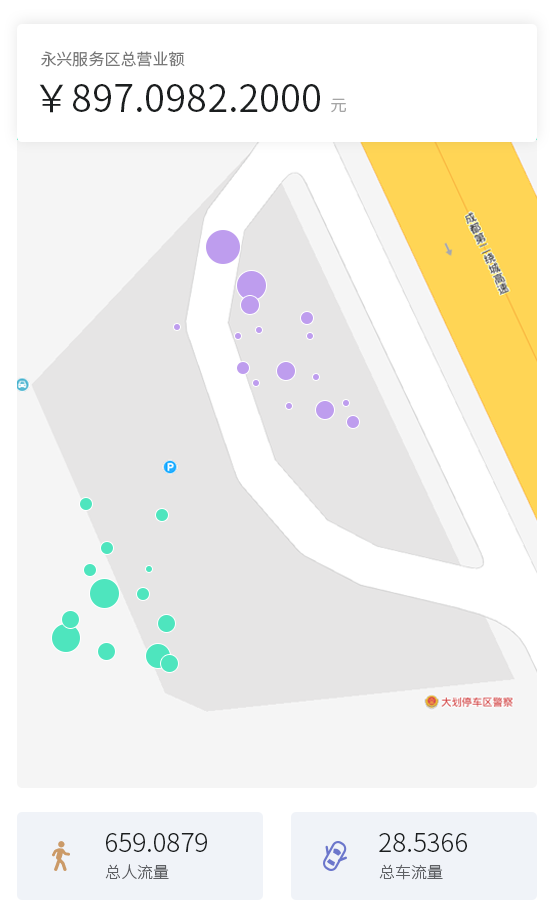 永兴服务区总营业额
￥897.0982.2000 元
成都第二绕城高速
P
大划停车区警察
659.0879
总人流量
28.5366
总车流量